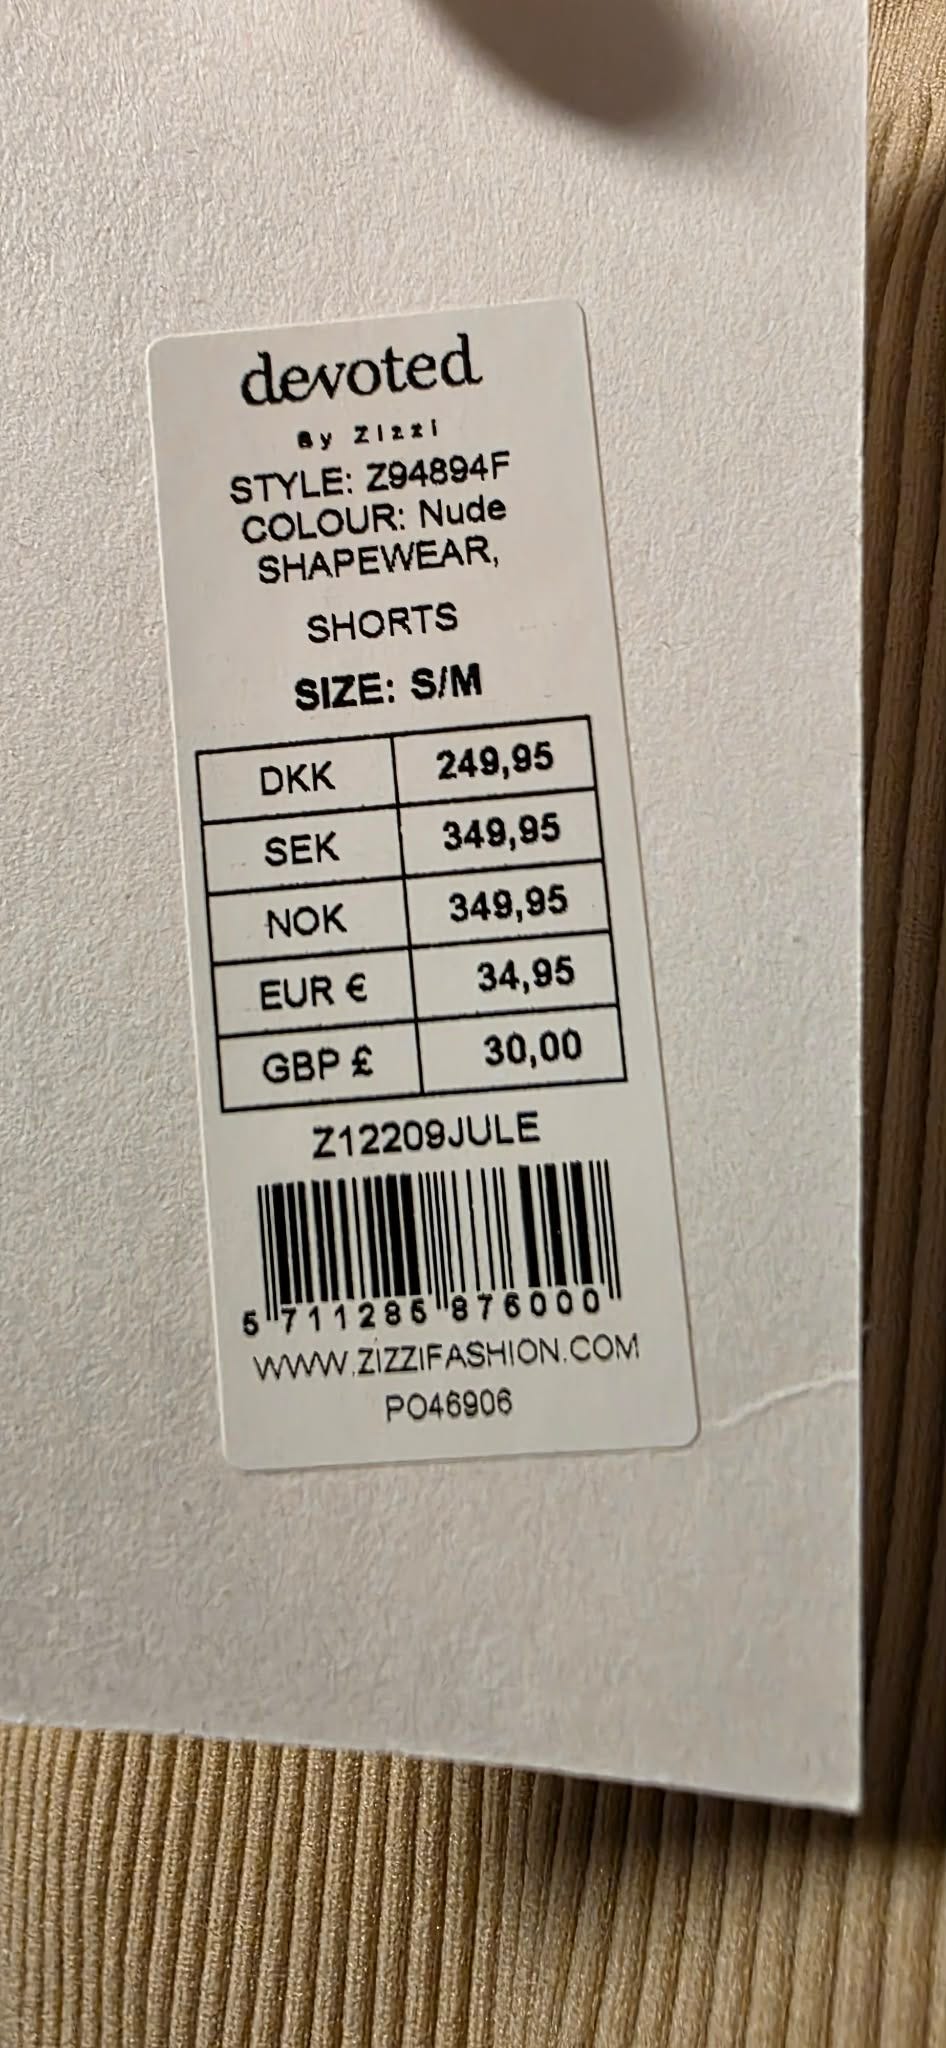 devoted
By Zizzi
STYLE: Z94894F
COLOUR: Nude
SHAPEWEAR,
SHORTS
SIZE: S/M
DKK 249,95
SEK 349,95
NOK 349,95
EUR € 34,95
GBP £ 30,00
Z12209JULE
5 711285 876000
WWW.ZIZZIFASHION.COM
PO46906